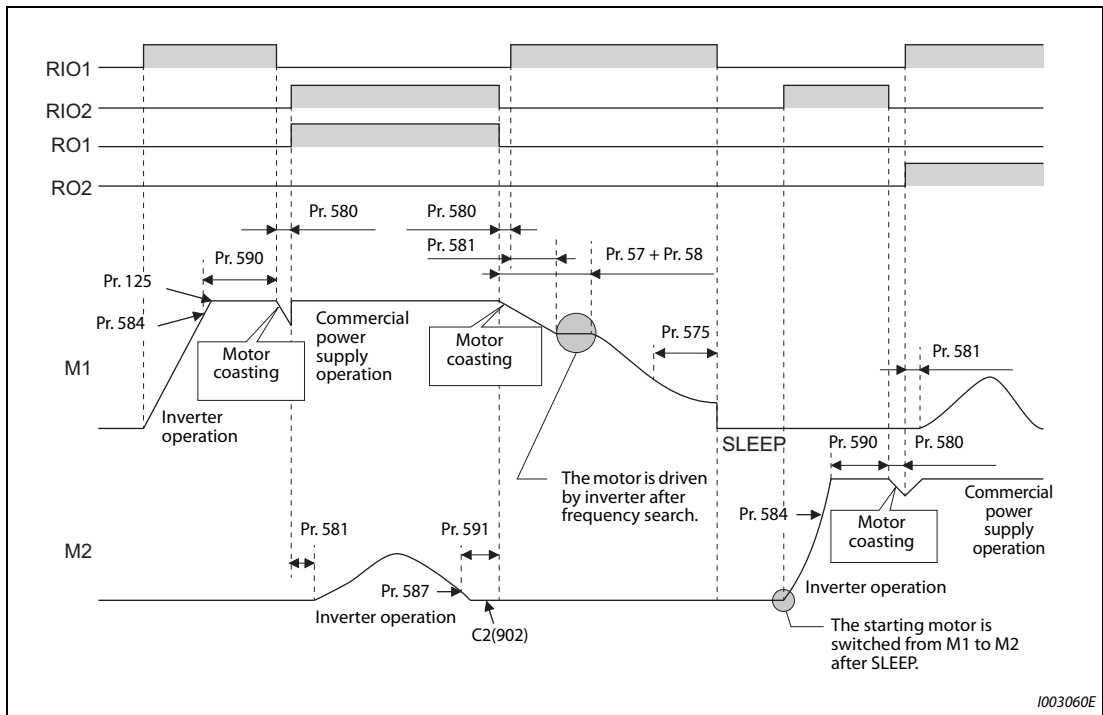 RIO1
RIO2
RO1
RO2
Pr. 580
Pr. 580
Pr. 581
Pr. 57 + Pr. 58
Pr. 590
Pr. 125
Pr. 584
Motor
coasting
Commercial
power
supply
operation
Motor
coasting
Pr. 575
Pr. 581
M1
Inverter
operation
SLEEP
Pr. 590
Pr. 580
The motor is driven
by inverter after
frequency search.
Pr. 584
Motor
coasting
Commercial
power
supply
operation
Pr. 581
Pr. 591
M2
Pr. 587
Inverter operation
C2(902)
Inverter operation
The starting motor is
switched from M1 to M2
after SLEEP.
I003060E